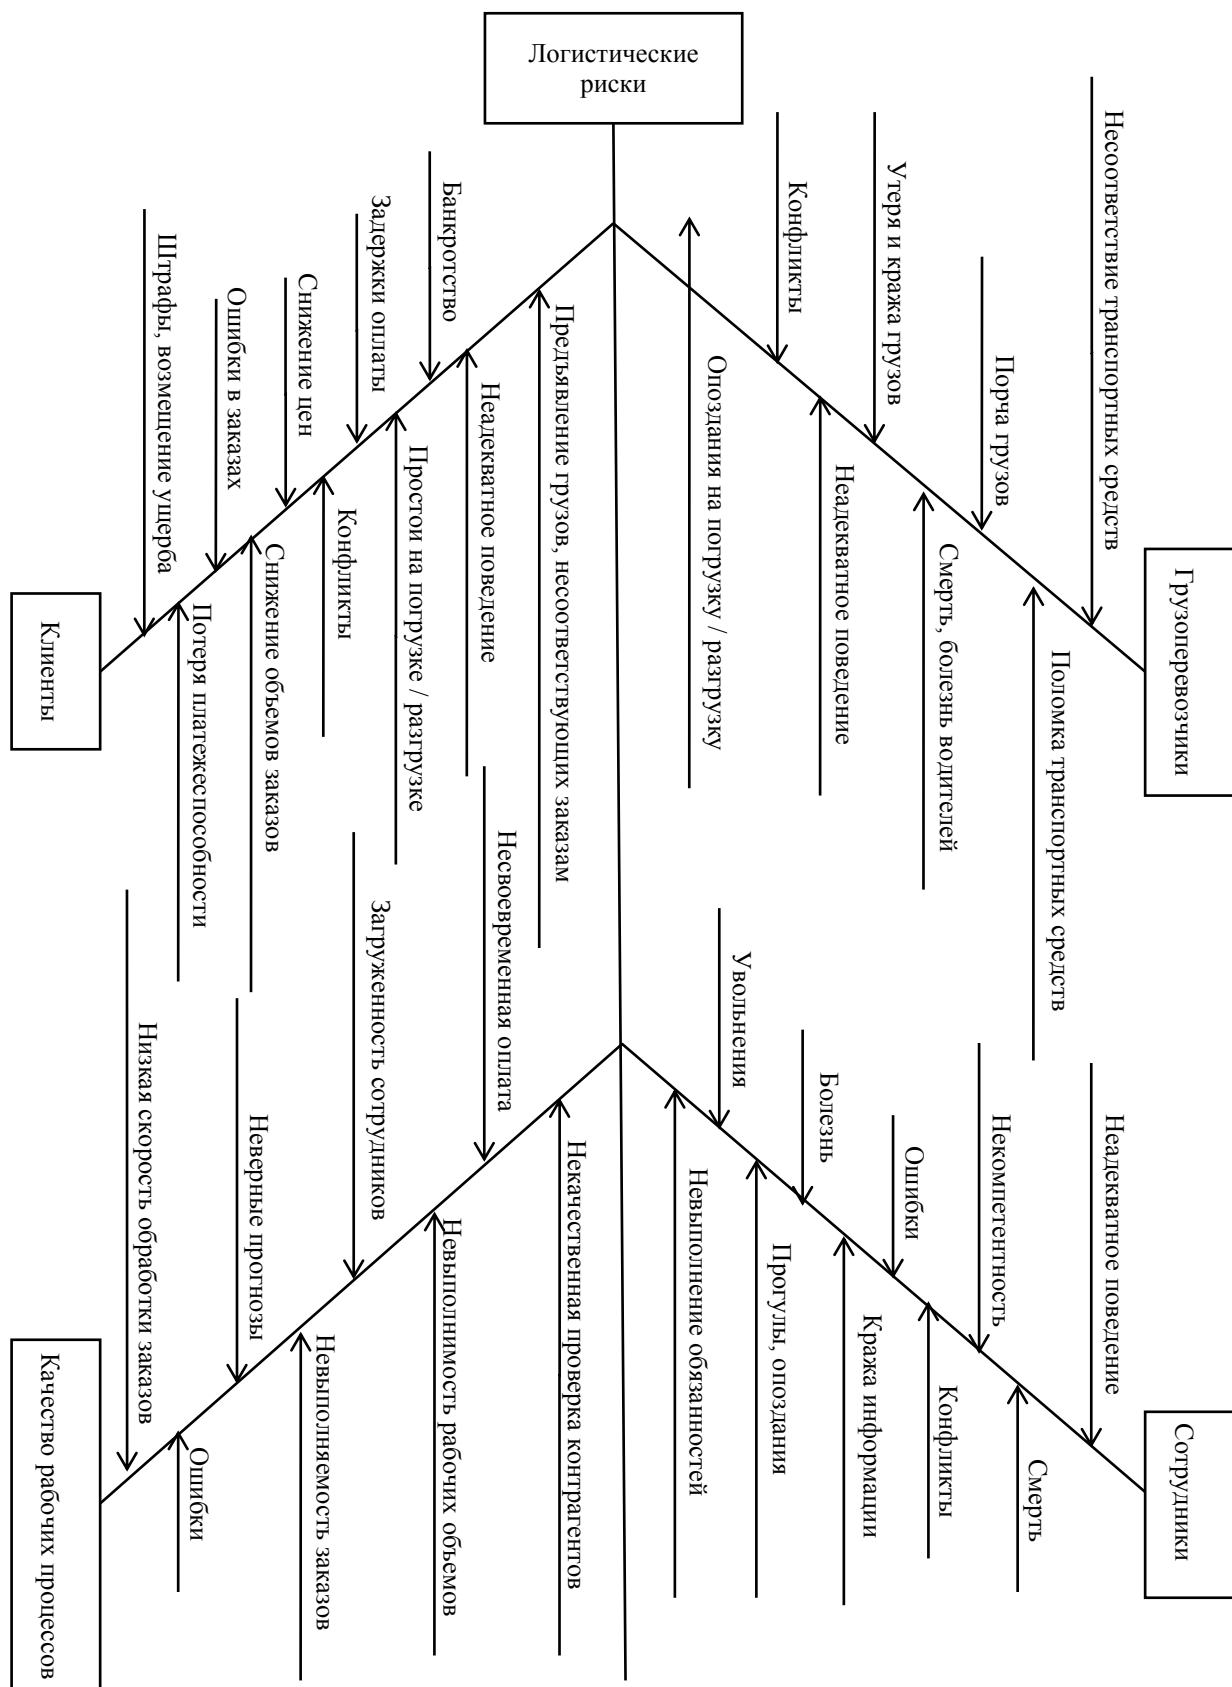 Логистические
риски
Грузоперевозчики
Несоответствие транспортных средств
Поломка транспортных средств
Порча грузов
Смерть, болезнь водителей
Утеря и кража грузов
Неадекватное поведение
Конфликты
Опоздания на погрузку / разгрузку
Клиенты
Предъявление грузов, несоответствующих заказам
Неадекватное поведение
Банкротство
Простои на погрузке / разгрузке
Задержки оплаты
Конфликты
Снижение цен
Снижение объемов заказов
Ошибки в заказах
Потеря платежеспособности
Штрафы, возмещение ущерба
Сотрудники
Неадекватное поведение
Смерть
Некомпетентность
Конфликты
Ошибки
Кража информации
Болезнь
Прогулы, опоздания
Увольнения
Невыполнение обязанностей
Качество рабочих процессов
Некачественная проверка контрагентов
Несвоевременная оплата
Невыполнимость рабочих объемов
Загруженность сотрудников
Невыполняемость заказов
Неверные прогнозы
Ошибки
Низкая скорость обработки заказов